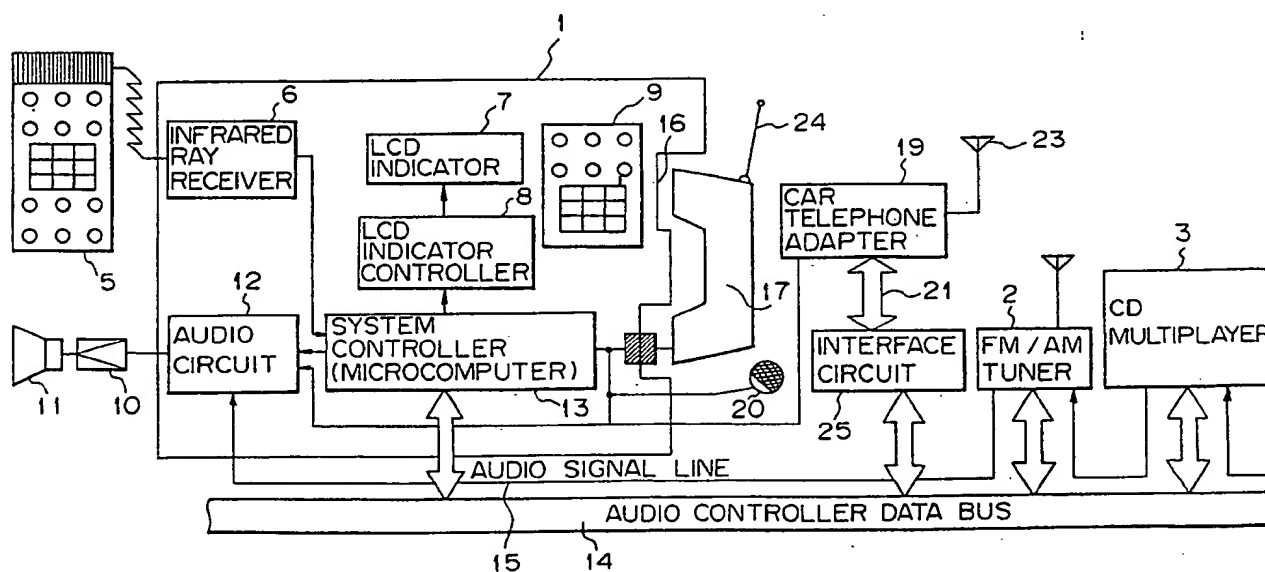 1
5
6
INFRARED
RAY
RECEIVER
7
LCD
INDICATOR
8
LCD
INDICATOR
CONTROLLER
9
16
24
17
19
CAR
TELEPHONE
ADAPTER
23
21
12
AUDIO
CIRCUIT
11
10
SYSTEM
CONTROLLER
(MICROCOMPUTER)
13
20
INTERFACE
CIRCUIT
25
2
FM/AM
TUNER
3
CD
MULTIPLAYER
AUDIO SIGNAL LINE
15
AUDIO CONTROLLER DATA BUS
14